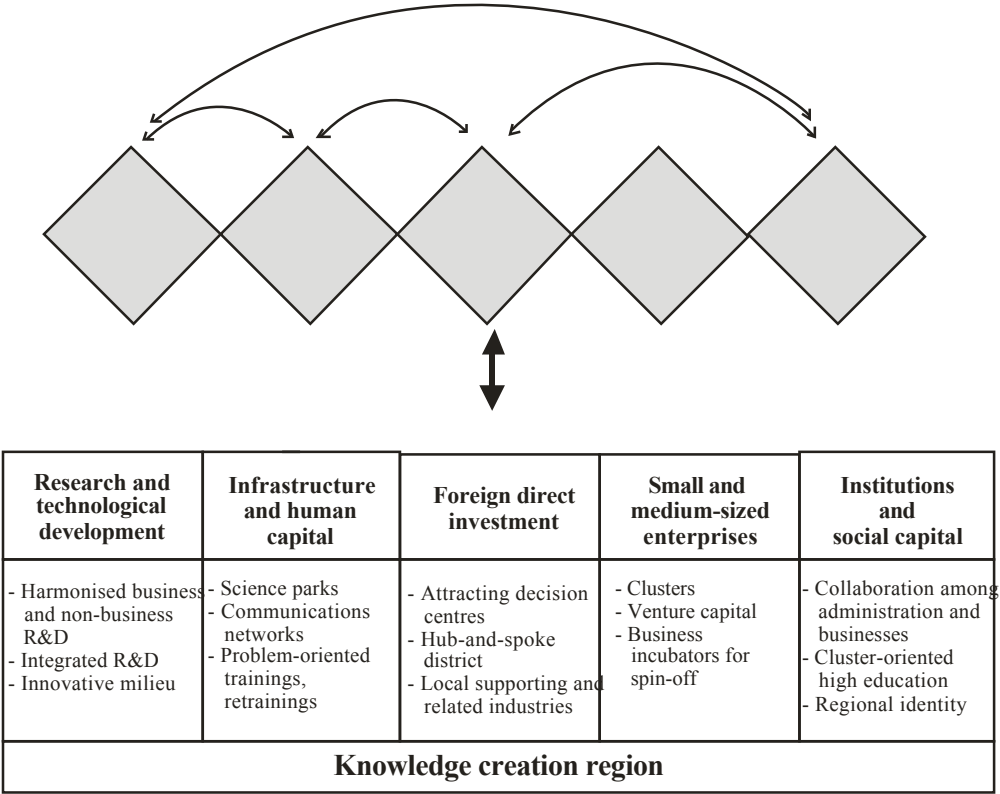 Research and
technological
development
Infrastructure
and human
capital
Foreign direct
investment
Small and
medium-sized
enterprises
Institutions
and
social capital
- Harmonised business
and non-business
R&D
- Integrated R&D
- Innovative milieu
- Science parks
- Communications
networks
- Problem-oriented
trainings,
retrainings
- Attracting decision
centres
- Hub-and-spoke
district
- Local supporting and
related industries
- Clusters
- Venture capital
- Business
incubators for
spin-off
- Collaboration among
administration and
businesses
- Cluster-oriented
high education
- Regional identity
Knowledge creation region